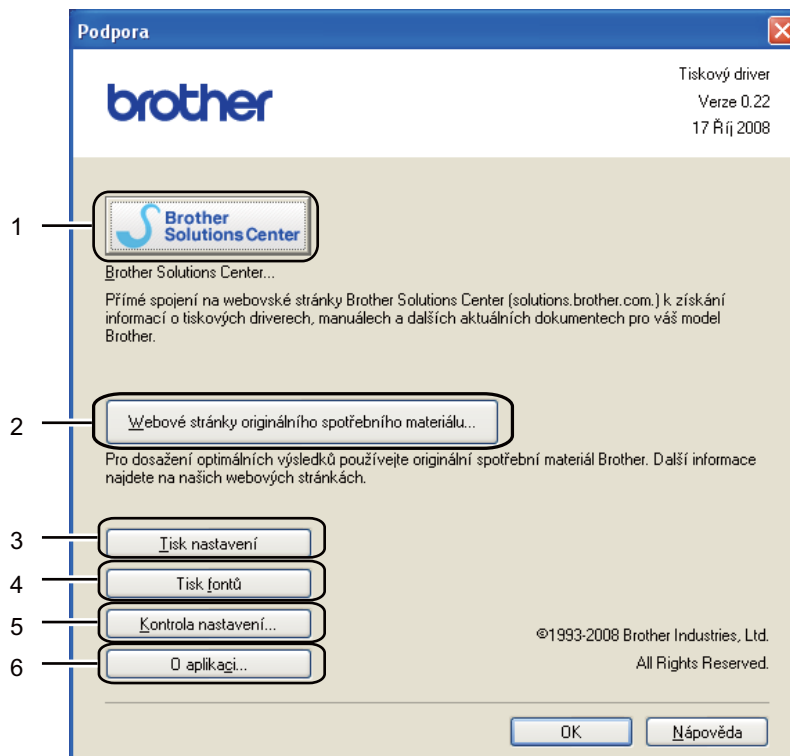 Podpora
brother
Tiskový driver
Verze 0.22
17 Říj 2008
1
Brother
Solutions Center
Brother Solutions Center...
Přímé spojení na webovské stránky Brother Solutions Center (solutions.brother.com.) k získání
informací o tiskových driverech, manuálech a dalších aktuálních dokumentech pro váš model
Brother.
2
Webové stránky originálního spotřebního materiálu...
Pro dosažení optimálních výsledků používejte originální spotřební materiál Brother. Další informace
najdete na našich webových stránkách.
3
Tisk nastavení
4
Tisk fontů
5
Kontrola nastavení...
6
O aplikaci...
©1993-2008 Brother Industries, Ltd.
All Rights Reserved.
OK
Nápověda